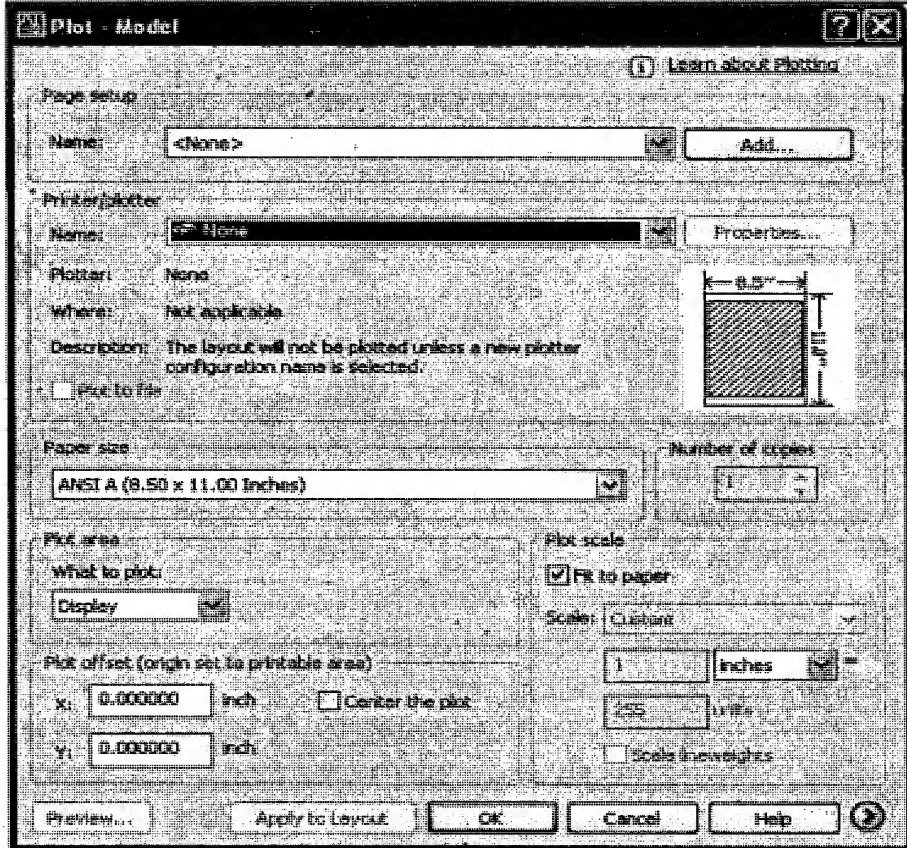 Plot - Model
Learn about Plotting
Page setup
Name: <None> Add...
Printer/plotter
Name: None Properties...
Plotter: None
Where: Not applicable
Description: The layout will not be plotted unless a new plotter
configuration name is selected.
Plot to file
8.5"
11.0"
Paper size
ANSI A (8.50 x 11.00 Inches)
Number of copies
1
Plot area
What to plot:
Display
Plot scale
Fit to paper
Scale: Custom
1 inches =
255 units
Scale lineweights
Plot offset (origin set to printable area)
X: 0.000000 inch Center the plot
Y: 0.000000 inch
Preview... Apply to Layout OK Cancel Help